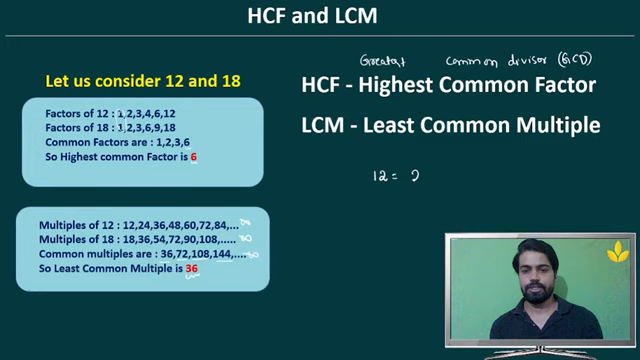 HCF and LCM
Greatest common divisor (GCD)
Let us consider 12 and 18
HCF - Highest Common Factor
Factors of 12 : 1,2,3,4,6,12
Factors of 18 : 1,2,3,6,9,18
Common Factors are : 1,2,3,6
So Highest common Factor is 6
LCM - Least Common Multiple
12 = 2
Multiples of 12 : 12,24,36,48,60,72,84,... ∞
Multiples of 18 : 18,36,54,72,90,108,..... ∞
Common multiples are : 36,72,108,144,.... ∞
So Least Common Multiple is 36